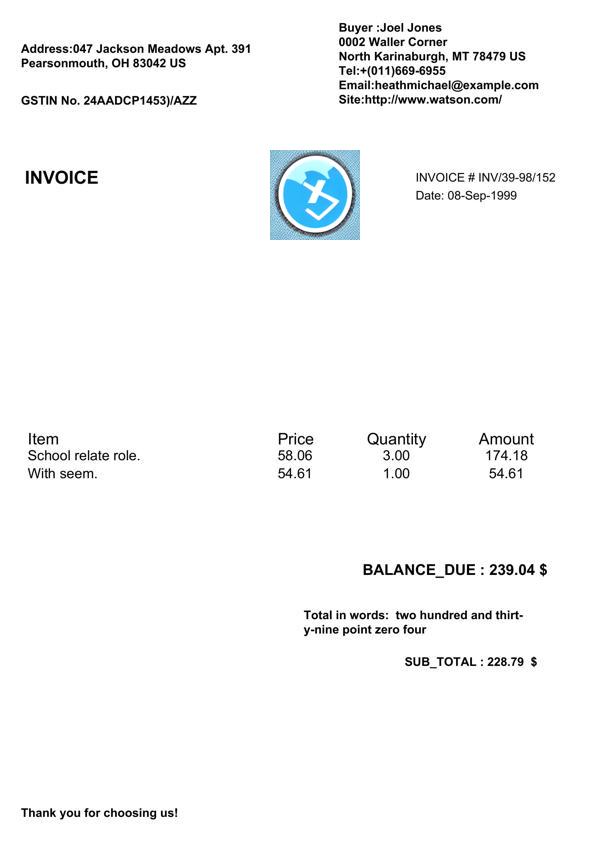 Address:047 Jackson Meadows Apt. 391
Pearsonmouth, OH 83042 US
GSTIN No. 24AADCP1453)/AZZ
Buyer :Joel Jones
0002 Waller Corner
North Karinaburgh, MT 78479 US
Tel:+(011)669-6955
Email:heathmichael@example.com
Site:http://www.watson.com/
INVOICE
INVOICE # INV/39-98/152
Date: 08-Sep-1999
Item Price Quantity Amount
School relate role. 58.06 3.00 174.18
With seem. 54.61 1.00 54.61
BALANCE_DUE : 239.04 $
Total in words:  two hundred and thirt-
y-nine point zero four
SUB_TOTAL : 228.79  $
Thank you for choosing us!